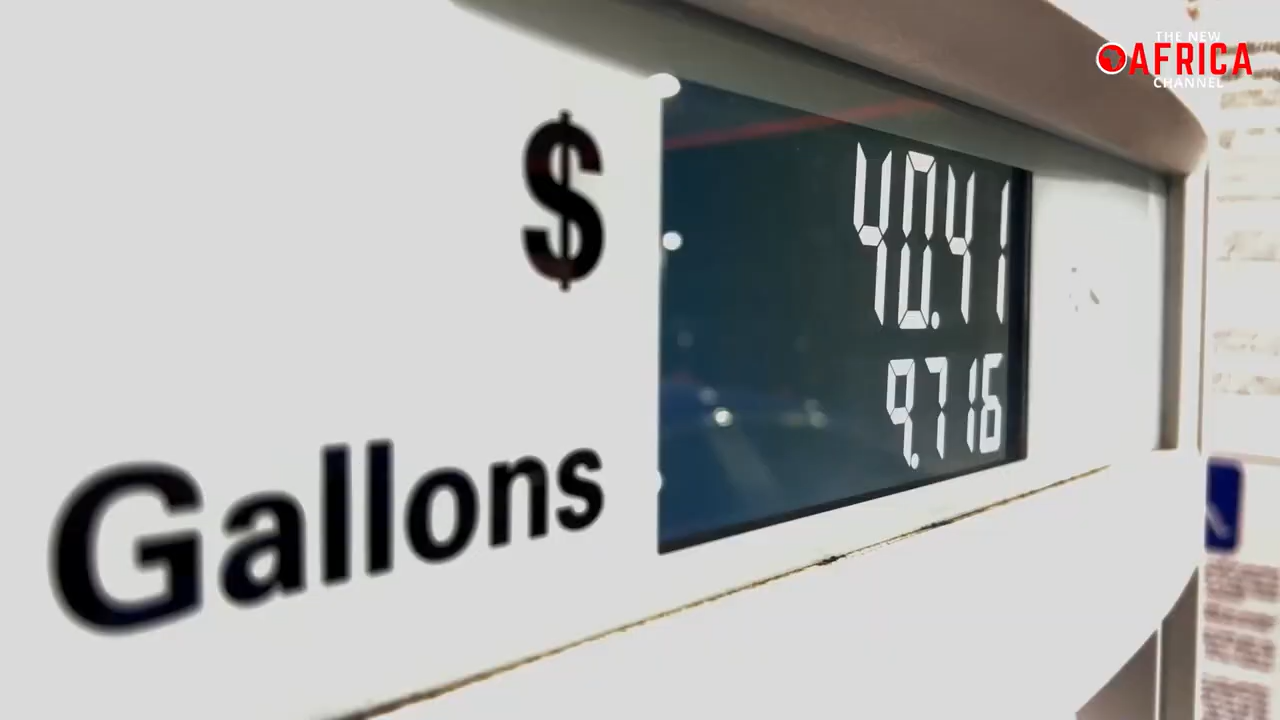 THE NEW
AFRICA
CHANNEL
$
40.41
9.716
Gallons